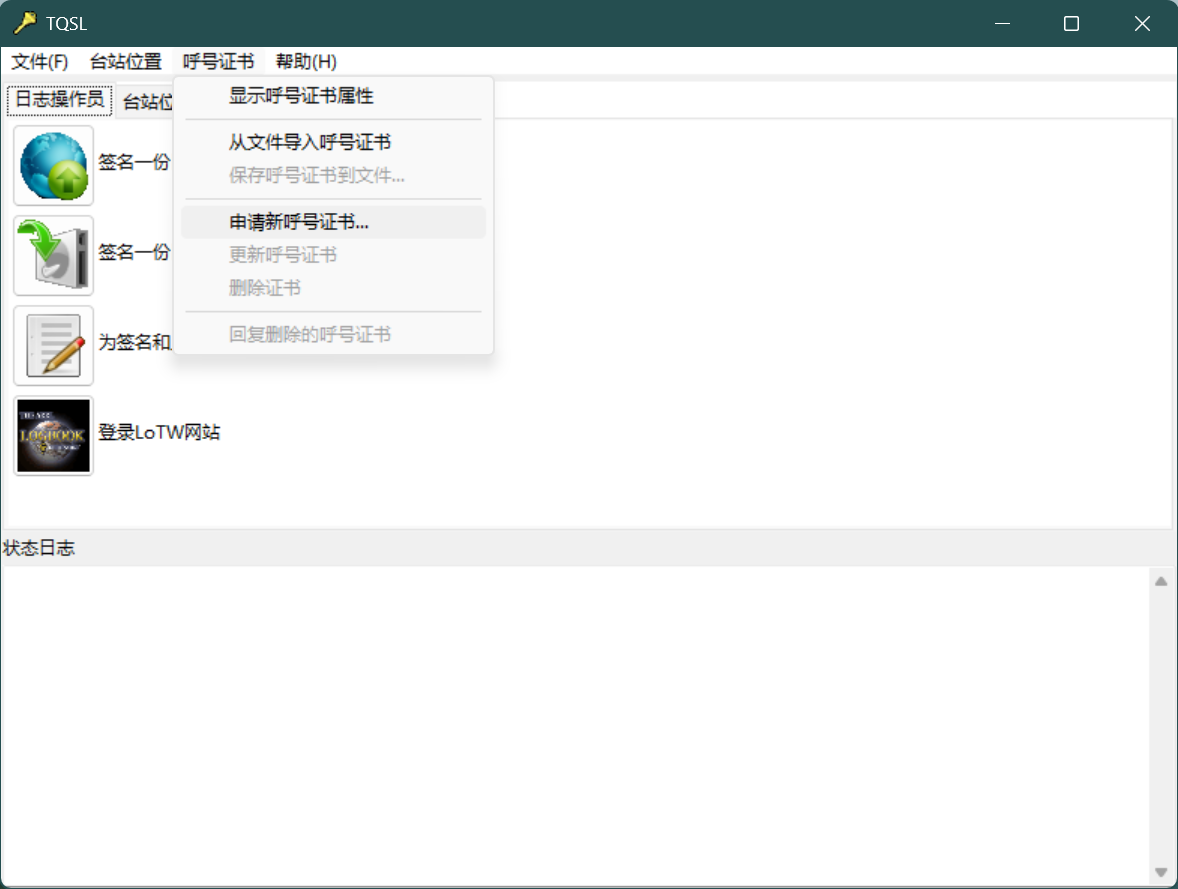 TQSL
文件(F) 台站位置 呼号证书 帮助(H)
日志操作员 台站位
显示呼号证书属性
从文件导入呼号证书
保存呼号证书到文件...
申请新呼号证书...
更新呼号证书
删除证书
回复删除的呼号证书
签名一份
签名一份
为签名和
LOGBOOK
登录LoTW网站
状态日志